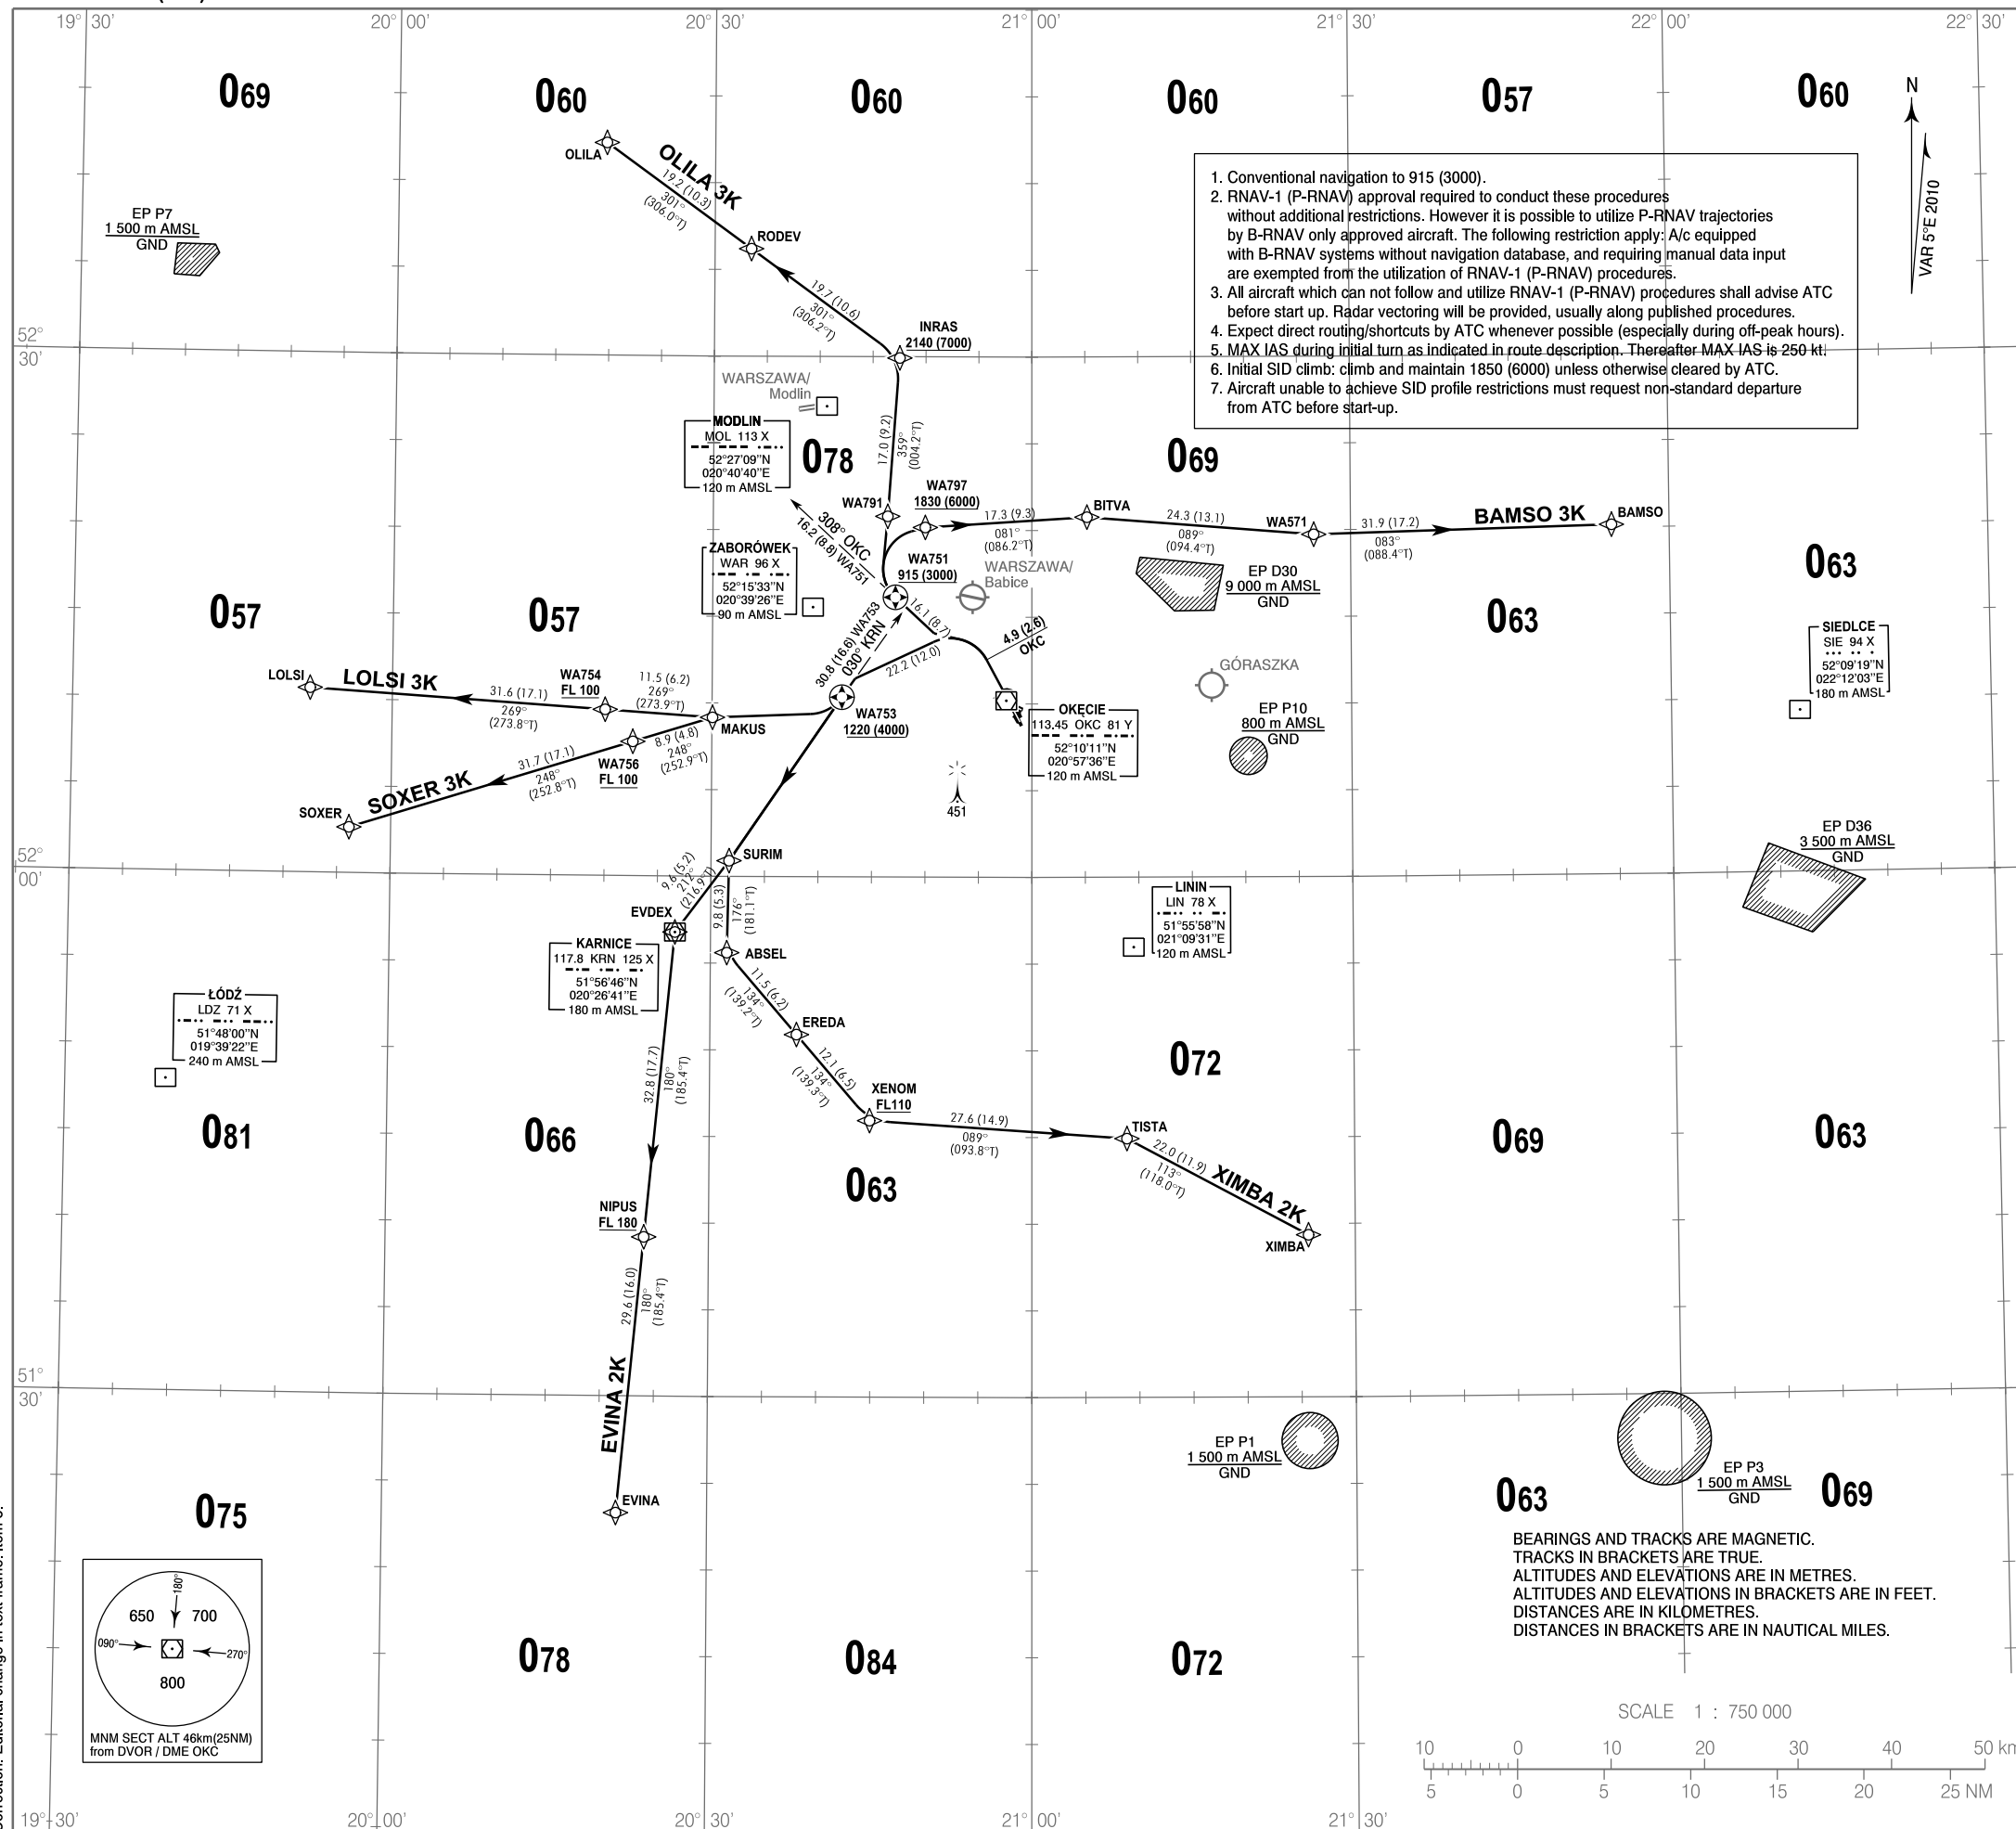 19° 30'
20° 00'
20° 30'
21° 00'
21° 30'
22° 00'
22° 30'
069
060
060
060
057
060
N
VAR 5°E 2010
OLILA
OLILA 3K
19.2 (10.3)
301°
(306.0°T)
RODEV
19.7 (10.6)
301°
(306.2°T)
INRAS
2140 (7000)
EP P7
1 500 m AMSL
GND
1. Conventional navigation to 915 (3000).
2. RNAV-1 (P-RNAV) approval required to conduct these procedures
without additional restrictions. However it is possible to utilize P-RNAV trajectories
by B-RNAV only approved aircraft. The following restriction apply: A/c equipped
with B-RNAV systems without navigation database, and requiring manual data input
are exempted from the utilization of RNAV-1 (P-RNAV) procedures.
3. All aircraft which can not follow and utilize RNAV-1 (P-RNAV) procedures shall advise ATC
before start up. Radar vectoring will be provided, usually along published procedures.
4. Expect direct routing/shortcuts by ATC whenever possible (especially during off-peak hours).
5. MAX IAS during initial turn as indicated in route description. Thereafter MAX IAS is 250 kt.
6. Initial SID climb: climb and maintain 1850 (6000) unless otherwise cleared by ATC.
7. Aircraft unable to achieve SID profile restrictions must request non-standard departure
from ATC before start-up.
52°
30'
WARSZAWA/
Modlin
MODLIN
MOL 113 X
52°27'09"N
020°40'40"E
120 m AMSL
078
17.0 (9.2)
359°
(004.2°T)
069
WA791
WA797
1830 (6000)
17.3 (9.3)
081°
(086.2°T)
BITVA
24.3 (13.1)
089°
(094.4°T)
WA571
31.9 (17.2)
083°
(088.4°T)
BAMSO 3K
BAMSO
308° OKC
16.2 (8.8) WA751
ZABORÓWEK
WAR 96 X
52°15'33"N
020°39'26"E
90 m AMSL
WA751
915 (3000)
WARSZAWA/
Babice
EP D30
9 000 m AMSL
GND
063
057
057
063
30.8 (16.6) WA753
030° KRN
16.1 (8.7)
22.2 (12.0)
4.9 (2.6)
OKC
SIEDLCE
SIE 94 X
52°09'19"N
022°12'03"E
180 m AMSL
GÓRASZKA
LOLSI
LOLSI 3K
31.6 (17.1)
269°
(273.8°T)
WA754
FL 100
11.5 (6.2)
269°
(273.9°T)
MAKUS
WA753
1220 (4000)
OKĘCIE
113.45 OKC 81 Y
52°10'11"N
020°57'36"E
120 m AMSL
EP P10
800 m AMSL
GND
8.9 (4.8)
248°
(252.9°T)
WA756
FL 100
31.7 (17.1)
248°
(252.8°T)
SOXER 3K
SOXER
451
EP D36
3 500 m AMSL
GND
52°
00'
SURIM
9.6 (5.2)
212°
(216.9°T)
9.8 (5.3)
176°
(181.1°T)
EVDEX
KARNICE
117.8 KRN 125 X
51°56'46"N
020°26'41"E
180 m AMSL
ABSEL
LININ
LIN 78 X
51°55'58"N
021°09'31"E
120 m AMSL
11.5 (6.2)
134°
(139.2°T)
EREDA
12.1 (6.5)
134°
(139.3°T)
ŁÓDŹ
LDZ 71 X
51°48'00"N
019°39'22"E
240 m AMSL
32.8 (17.7)
180°
(185.4°T)
XENOM
FL110
27.6 (14.9)
089°
(093.8°T)
TISTA
22.0 (11.9)
113°
(118.0°T)
XIMBA 2K
XIMBA
072
081
066
069
063
063
NIPUS
FL 180
29.6 (16.0)
180°
(185.4°T)
EVINA 2K
EVINA
51°
30'
EP P1
1 500 m AMSL
GND
EP P3
1 500 m AMSL
GND
075
063
069
BEARINGS AND TRACKS ARE MAGNETIC.
TRACKS IN BRACKETS ARE TRUE.
ALTITUDES AND ELEVATIONS ARE IN METRES.
ALTITUDES AND ELEVATIONS IN BRACKETS ARE IN FEET.
DISTANCES ARE IN KILOMETRES.
DISTANCES IN BRACKETS ARE IN NAUTICAL MILES.
180°
650 700
090°
270°
800
MNM SECT ALT 46km(25NM)
from DVOR / DME OKC
078
084
072
SCALE 1 : 750 000
10 0 10 20 30 40 50 km
5 0 5 10 15 20 25 NM
19° 30'
20° 00'
20° 30'
21° 00'
21° 30'